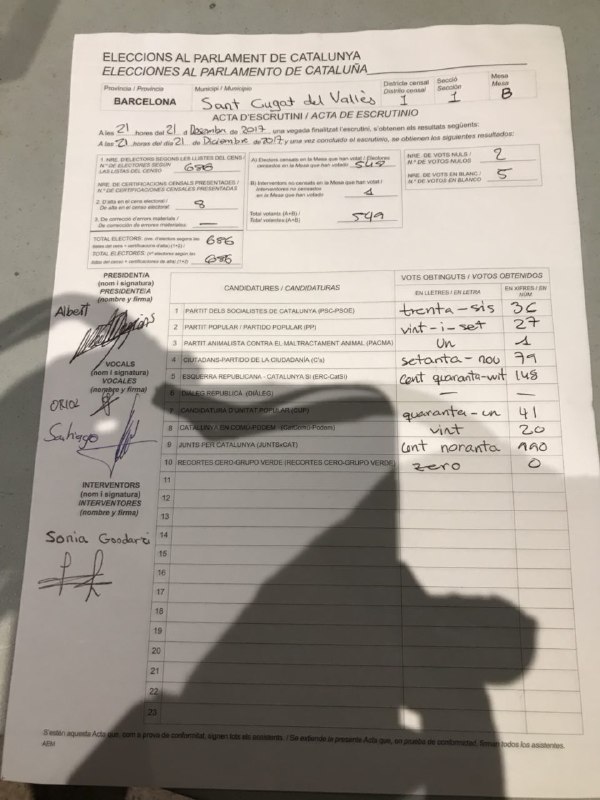 ELECCIONS AL PARLAMENT DE CATALUNYA
ELECCIONES AL PARLAMENTO DE CATALUÑA
Província / Provincia
BARCELONA
Municipi / Municipio
Sant Cugat del Vallès
Districte censal
Distrito censal
1
Secció
Sección
1
Mesa
Mesa
B
ACTA D'ESCRUTINI / ACTA DE ESCRUTINIO
A les 21 hores del 21 d Desembre de 2017, una vegada finalitzat l'escrutini, s'obtenen els resultats següents:
A las 21 horas del día 21 de Diciembre de 2017, y una vez concluido el escrutinio, se obtienen los siguientes resultados:
1. NRE. D'ELECTORS SEGONS LES LLISTES DEL CENS /
N.º DE ELECTORES SEGÚN
LAS LISTAS DEL CENSO
686
NRE. DE CERTIFICACIONS CENSALS PRESENTADES /
N.º DE CERTIFICACIONES CENSALES PRESENTADAS
2. D'alta en el cens electoral /
De alta en el censo electoral
8
3. De correcció d'errors materials /
De corrección de errores materiales
—
TOTAL ELECTORS (nre. d'electors segons les
llistes del cens + certificacions d'alta) (1+2) /
686
TOTAL ELECTORES (nº electores según las
listas del censo + certificaciones de alta) (1+2)
686
A) Electors censats en la Mesa que han votat / Electores
censados en la Mesa que han votado
548
B) Interventors no censats en la Mesa que han votat /
Interventores no censados
en la Mesa que han votado
1
Total votants (A+B) /
Total votantes (A+B)
549
NRE. DE VOTS NULS /
N.º DE VOTOS NULOS
2
NRE. DE VOTS EN BLANC /
N.º DE VOTOS EN BLANCO
5
PRESIDENT/A
(nom i signatura)
PRESIDENTE/A
(nombre y firma)
Albert
VOCALS
(nom i signatura)
VOCALES
(nombre y firma)
ORIOL
Santiago
INTERVENTORS
(nom i signatura)
INTERVENTORES
(nombre y firma)
Sonia
CANDIDATURES / CANDIDATURAS
VOTS OBTINGUTS / VOTOS OBTENIDOS
EN LLETRES / EN LETRA
EN XIFRES / EN NÚM
1 PARTIT DELS SOCIALISTES DE CATALUNYA (PSC-PSOE) trenta-sis 36
2 PARTIT POPULAR / PARTIDO POPULAR (PP) vint-i-set 27
3 PARTIT ANIMALISTA CONTRA EL MALTRACTAMENT ANIMAL (PACMA) Un 1
4 CIUTADANS-PARTIDO DE LA CIUDADANÍA (C's) setanta-nou 79
5 ESQUERRA REPUBLICANA - CATALUNYA SÍ (ERC-CatSí) Cent quaranta-vuit 148
6 DIÀLEG REPUBLICÀ (DIÀLEG) — —
7 CANDIDATURA D'UNITAT POPULAR (CUP) quaranta-un 41
8 CATALUNYA EN COMÚ-PODEM (CatComú-Podem) vint 20
9 JUNTS PER CATALUNYA (JUNTSxCAT) Cent noranta 190
10 RECORTES CERO-GRUPO VERDE (RECORTES CERO-GRUPO VERDE) zero 0
11
12
13
14
15
16
17
18
19
20
21
22
23
S'estén aquesta Acta que, com a prova de conformitat, signen tots els assistents. / Se extiende la presente Acta que, en prueba de conformidad, firman todos los asistentes.
AEM